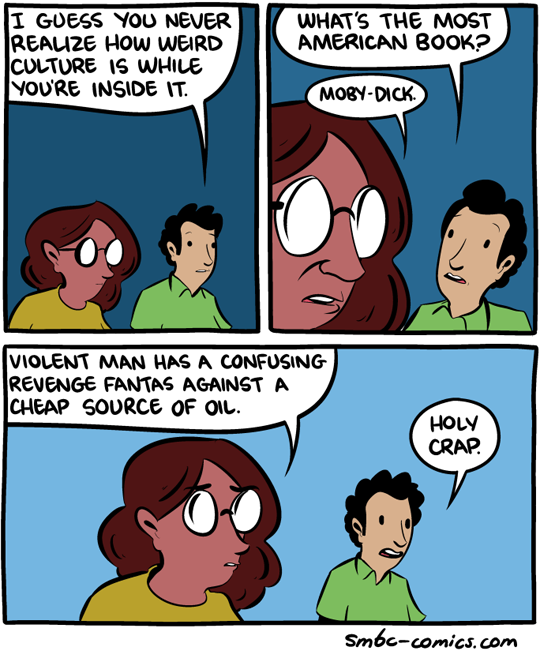 I GUESS YOU NEVER
REALIZE HOW WEIRD
CULTURE IS WHILE
YOU'RE INSIDE IT.
WHAT'S THE MOST
AMERICAN BOOK?
MOBY-DICK.
VIOLENT MAN HAS A CONFUSING
REVENGE FANTAS AGAINST A
CHEAP SOURCE OF OIL.
HOLY
CRAP.
smbc-comics.com